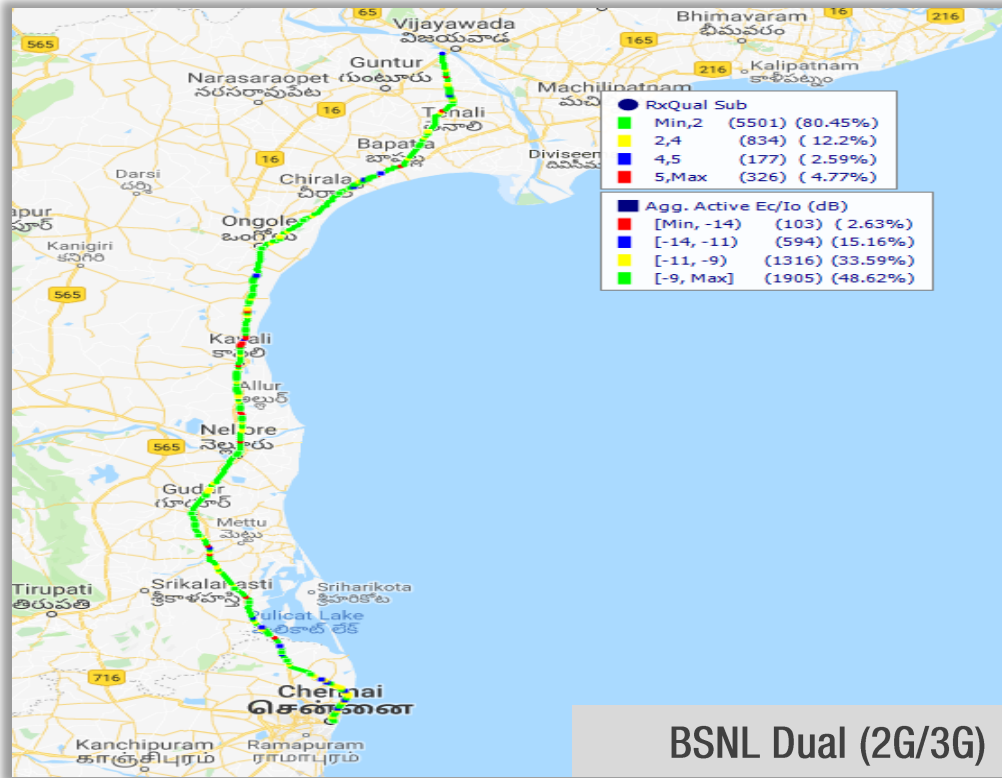 65
16
216
565
Vijayawada
విజయవాడ
Bhimavaram
భీమవరం
165
Guntur
గుంటూరు
Narasaraopet
నరసరావుపేట
216
Kalipatnam
కాళీపట్నం
Machilipatnam
16
Tenali
తెనాలి
Bapatla
బాపట్ల
16
Diviseema
Darsi
దర్శి
Chirala
చీరాల
Ongole
ఒంగోలు
Kanigiri
కనిగిరి
565
Kavali
కావలి
Allur
అల్లూర్
Nellore
నెల్లూరు
565
Gudur
గూడూర్
Mettu
మెట్టు
Tirupati
తిరుపతి
Srikalahasti
శ్రీకాళహస్తి
Sriharikota
శ్రీహరికోట
Pulicat Lake
పులికాట్ లేక్
716
Chennai
சென்னை
Kanchipuram
காஞ்சிபுரம்
Ramapuram
ராமாபுரம்
RxQual Sub
Min,2 (5501) (80.45%)
2,4 (834) ( 12.2%)
4,5 (177) ( 2.59%)
5,Max (326) ( 4.77%)
Agg. Active Ec/Io (dB)
[Min, -14) (103) ( 2.63%)
[-14, -11) (594) (15.16%)
[-11, -9) (1316) (33.59%)
[-9, Max] (1905) (48.62%)
BSNL Dual (2G/3G)